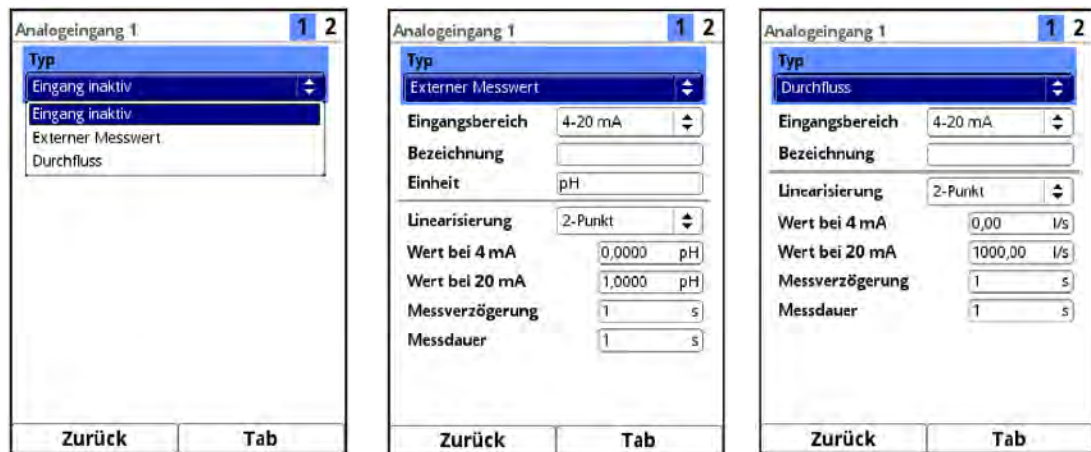 Analogeingang 1 1 2
Typ
Eingang inaktiv
Eingang inaktiv
Externer Messwert
Durchfluss
Zurück Tab
Analogeingang 1 1 2
Typ
Externer Messwert
Eingangsbereich 4-20 mA
Bezeichnung
Einheit pH
Linearisierung 2-Punkt
Wert bei 4 mA 0,0000 pH
Wert bei 20 mA 1,0000 pH
Messverzögerung 1 s
Messdauer 1 s
Zurück Tab
Analogeingang 1 1 2
Typ
Durchfluss
Eingangsbereich 4-20 mA
Bezeichnung
Linearisierung 2-Punkt
Wert bei 4 mA 0,00 l/s
Wert bei 20 mA 1000,00 l/s
Messverzögerung 1 s
Messdauer 1 s
Zurück Tab